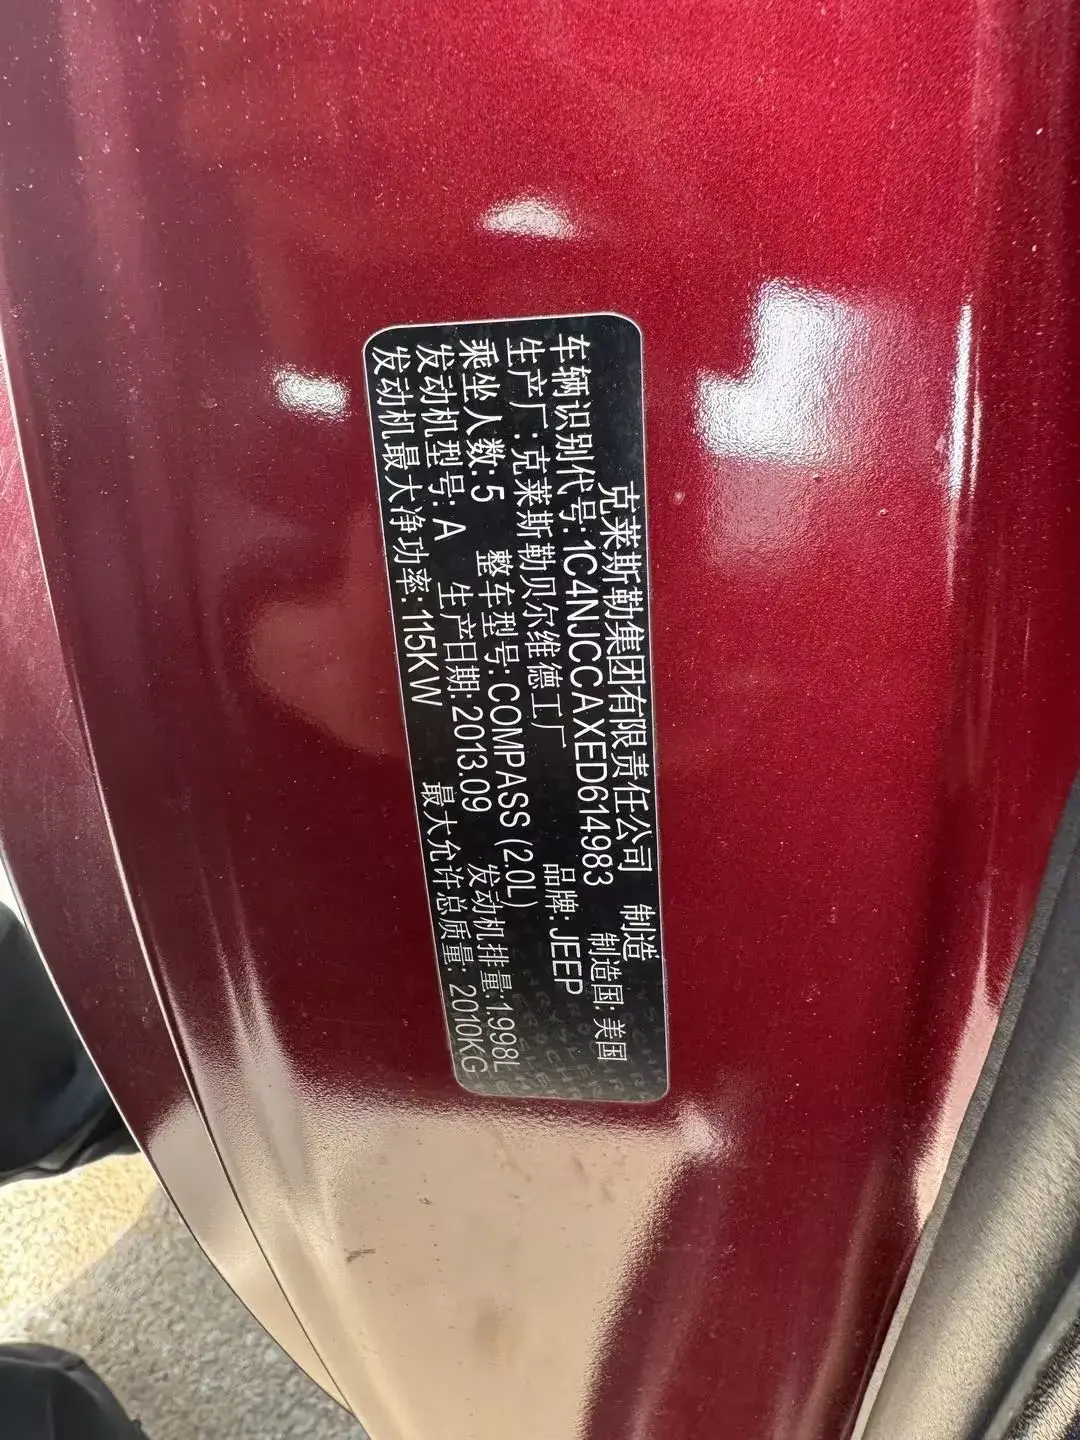 克莱斯勒集团有限责任公司 制造
车辆识别代号: 1C4NJCCAXED614983 制造国: 美国
生产厂: 克莱斯勒贝尔维德工厂 品牌: JEEP
乘坐人数: 5 整车型号: COMPASS (2.0L) 发动机排量: 1.998L
发动机型号: A 生产日期: 2013.09 最大允许总质量: 2010KG
发动机最大净功率: 115KW